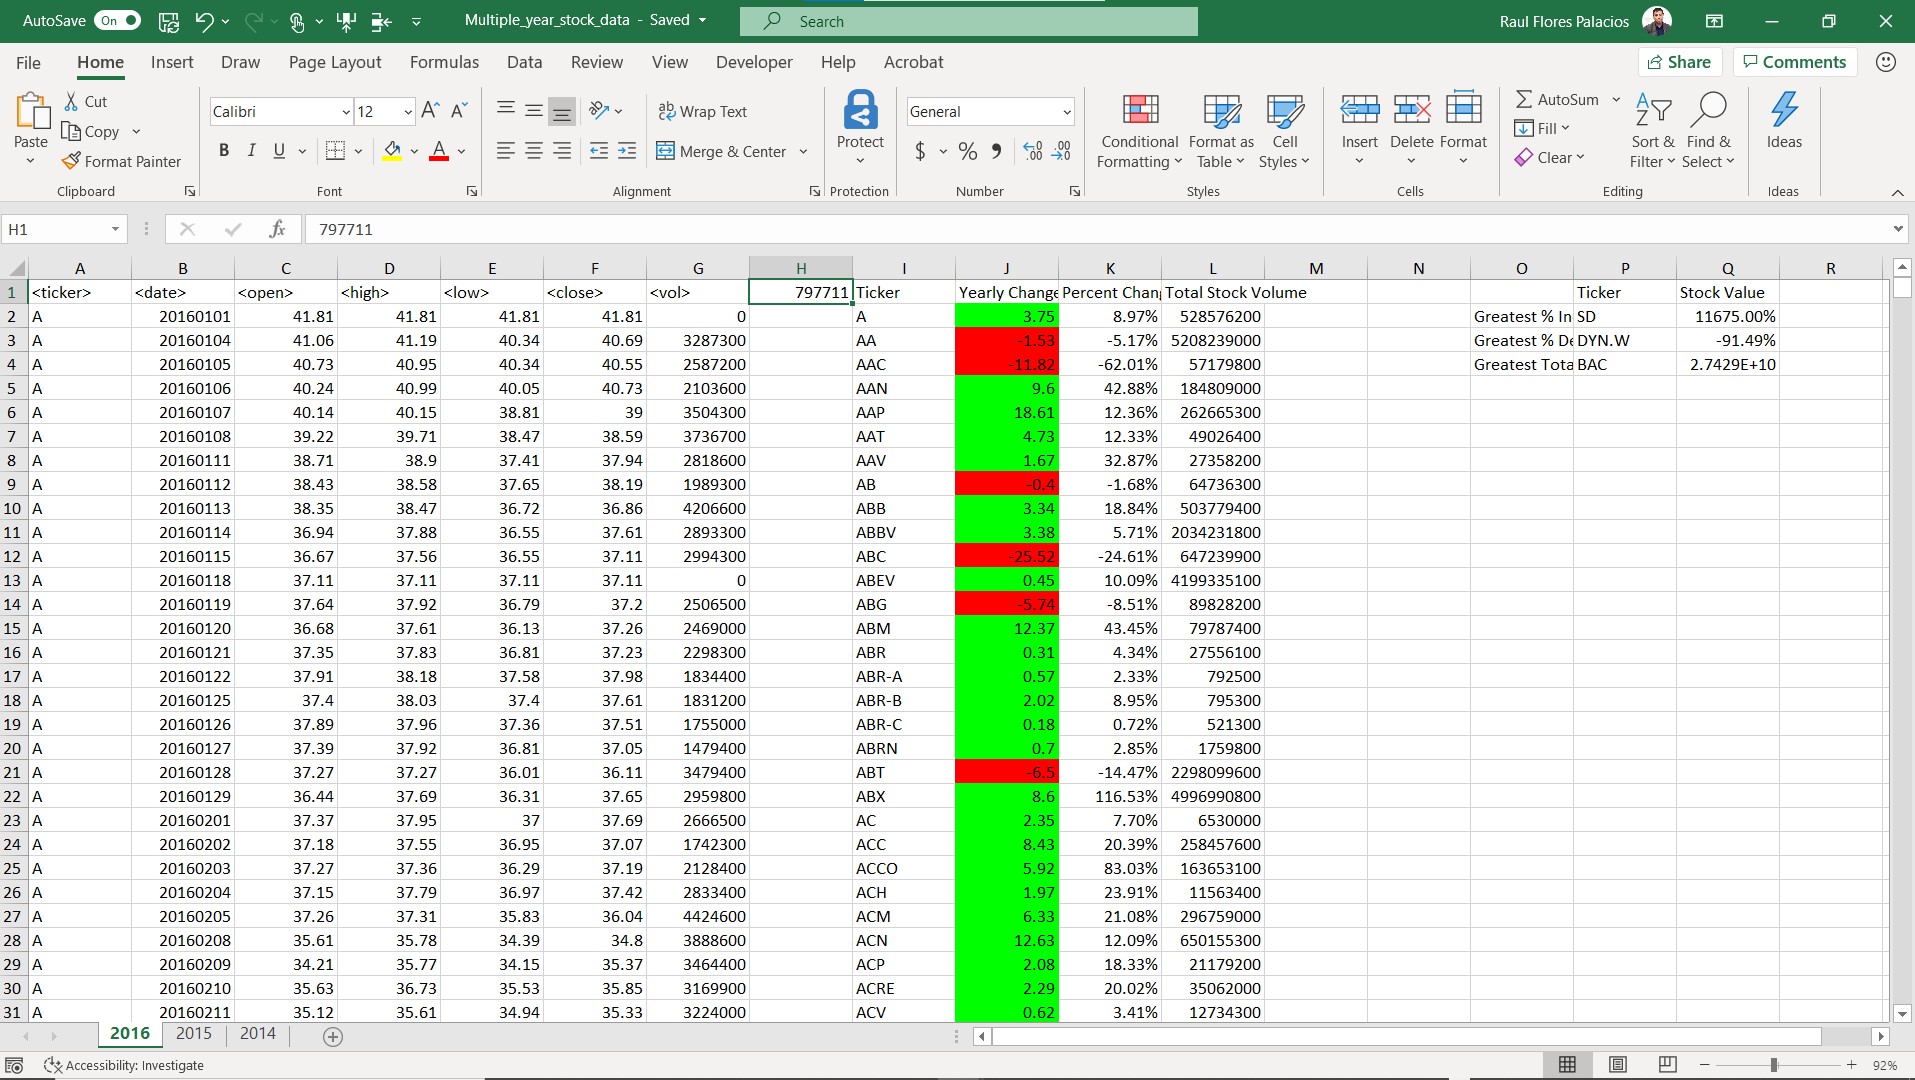 AutoSave On Multiple_year_stock_data - Saved Search Raul Flores Palacios
File Home Insert Draw Page Layout Formulas Data Review View Developer Help Acrobat Share Comments
Cut
Copy
Format Painter
Paste
Clipboard
Calibri 12
B I U
Font
Wrap Text
Merge & Center
Alignment
Protect
Protection
General
$ % ,
Number
Conditional Formatting
Format as Table
Cell Styles
Styles
Insert Delete Format
Cells
AutoSum
Fill
Clear
Sort & Filter
Find & Select
Editing
Ideas
Ideas
H1 fx 797711
A B C D E F G H I J K L M N O P Q R
1 <ticker> <date> <open> <high> <low> <close> <vol> 797711 Ticker Yearly Change Percent Chan Total Stock Volume Ticker Stock Value
2 A 20160101 41.81 41.81 41.81 41.81 0 A 3.75 8.97% 528576200 Greatest % In SD 11675.00%
3 A 20160104 41.06 41.19 40.34 40.69 3287300 AA -1.53 -5.17% 5208239000 Greatest % De DYN.W -91.49%
4 A 20160105 40.73 40.95 40.34 40.55 2587200 AAC -11.82 -62.01% 57179800 Greatest Tota BAC 2.7429E+10
5 A 20160106 40.24 40.99 40.05 40.73 2103600 AAN 9.6 42.88% 184809000
6 A 20160107 40.14 40.15 38.81 39 3504300 AAP 18.61 12.36% 262665300
7 A 20160108 39.22 39.71 38.47 38.59 3736700 AAT 4.73 12.33% 49026400
8 A 20160111 38.71 38.9 37.41 37.94 2818600 AAV 1.67 32.87% 27358200
9 A 20160112 38.43 38.58 37.65 38.19 1989300 AB -0.4 -1.68% 64736300
10 A 20160113 38.35 38.47 36.72 36.86 4206600 ABB 3.34 18.84% 503779400
11 A 20160114 36.94 37.88 36.55 37.61 2893300 ABBV 3.38 5.71% 2034231800
12 A 20160115 36.67 37.56 36.55 37.11 2994300 ABC -25.52 -24.61% 647239900
13 A 20160118 37.11 37.11 37.11 37.11 0 ABEV 0.45 10.09% 4199335100
14 A 20160119 37.64 37.92 36.79 37.2 2506500 ABG -5.74 -8.51% 89828200
15 A 20160120 36.68 37.61 36.13 37.26 2469000 ABM 12.37 43.45% 79787400
16 A 20160121 37.35 37.83 36.81 37.23 2298300 ABR 0.31 4.34% 27556100
17 A 20160122 37.91 38.18 37.58 37.98 1834400 ABR-A 0.57 2.33% 792500
18 A 20160125 37.4 38.03 37.4 37.61 1831200 ABR-B 2.02 8.95% 795300
19 A 20160126 37.89 37.96 37.36 37.51 1755000 ABR-C 0.18 0.72% 521300
20 A 20160127 37.39 37.92 36.81 37.05 1479400 ABRN 0.7 2.85% 1759800
21 A 20160128 37.27 37.27 36.01 36.11 3479400 ABT -6.5 -14.47% 2298099600
22 A 20160129 36.44 37.69 36.31 37.65 2959800 ABX 8.6 116.53% 4996990800
23 A 20160201 37.37 37.95 37 37.69 2666500 AC 2.35 7.70% 6530000
24 A 20160202 37.18 37.55 36.95 37.07 1742300 ACC 8.43 20.39% 258457600
25 A 20160203 37.27 37.36 36.29 37.19 2128400 ACCO 5.92 83.03% 163653100
26 A 20160204 37.15 37.79 36.97 37.42 2833400 ACH 1.97 23.91% 11563400
27 A 20160205 37.26 37.31 35.83 36.04 4424600 ACM 6.33 21.08% 296759000
28 A 20160208 35.61 35.78 34.39 34.8 3888600 ACN 12.63 12.09% 650155300
29 A 20160209 34.21 35.77 34.15 35.37 3464400 ACP 2.08 18.33% 21179200
30 A 20160210 35.63 36.73 35.53 35.85 3169900 ACRE 2.29 20.02% 35062000
31 A 20160211 35.12 35.61 34.94 35.33 3224000 ACV 0.62 3.41% 12734300
2016 2015 2014
Accessibility: Investigate 92%